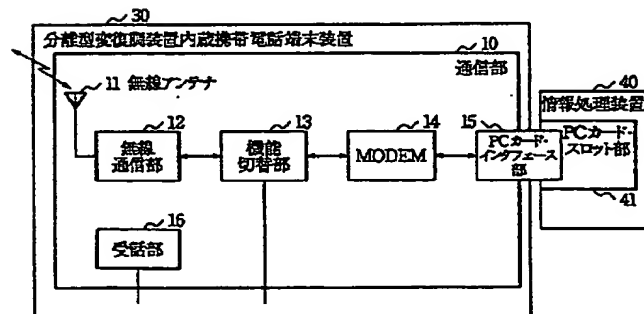 30
分離型変復調装置内蔵携帯電話端末装置
10
通信部
11 無線アンテナ
12
無線
通信部
13
機能
切替部
14
MODEM
15
PCカード・
インタフェース
部
40
情報処理装置
PCカード・
スロット部
41
16
受話部